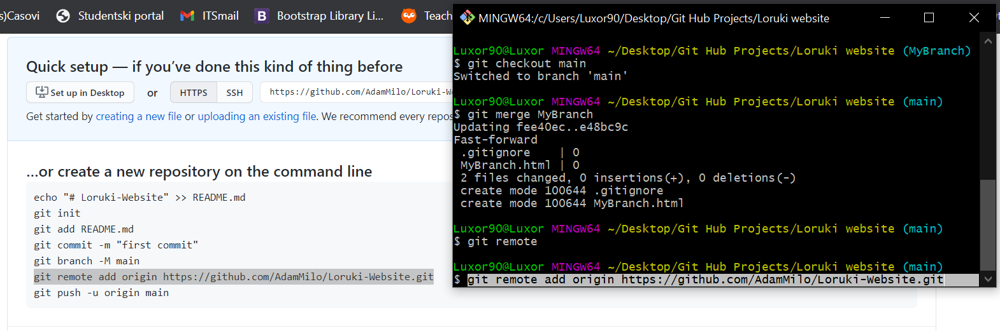 s)Casovi
Studentski portal
ITSmail
B
Bootstrap Library Li...
Teach
Quick setup — if you’ve done this kind of thing before
Set up in Desktop
or
HTTPS
SSH
https://github.com/AdamMilo/Loruki-W
Get started by creating a new file or uploading an existing file. We recommend every repos
...or create a new repository on the command line
echo "# Loruki-Website" >> README.md
git init
git add README.md
git commit -m "first commit"
git branch -M main
git remote add origin https://github.com/AdamMilo/Loruki-Website.git
git push -u origin main
MINGW64:/c/Users/Luxor90/Desktop/Git Hub Projects/Loruki website
Luxor90@Luxor MINGW64 ~/Desktop/Git Hub Projects/Loruki website (MyBranch)
$ git checkout main
Switched to branch 'main'
Luxor90@Luxor MINGW64 ~/Desktop/Git Hub Projects/Loruki website (main)
$ git merge MyBranch
Updating fee40ec..e48bc9c
Fast-forward
.gitignore    | 0
MyBranch.html | 0
2 files changed, 0 insertions(+), 0 deletions(-)
create mode 100644 .gitignore
create mode 100644 MyBranch.html
Luxor90@Luxor MINGW64 ~/Desktop/Git Hub Projects/Loruki website (main)
$ git remote
Luxor90@Luxor MINGW64 ~/Desktop/Git Hub Projects/Loruki website (main)
$ git remote add origin https://github.com/AdamMilo/Loruki-Website.git